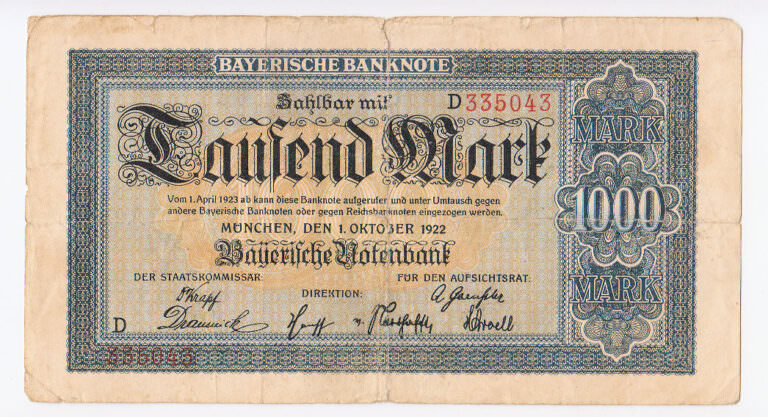 BAYERISCHE BANKNOTE
Zahlbar mit D335043
Tausend Mark
Vom 1. April 1923 ab kann diese Banknote aufgerufen und unter Umtausch gegen
andere Bayerische Banknoten oder gegen Reichsbanknoten eingezogen werden.
MÜNCHEN, DEN 1. OKTOBER 1922
Bayerische Notenbank
DER STAATSKOMMISSAR: FÜR DEN AUFSICHTSRAT:
DIREKTION:
D
335043
MARK
1000
MARK